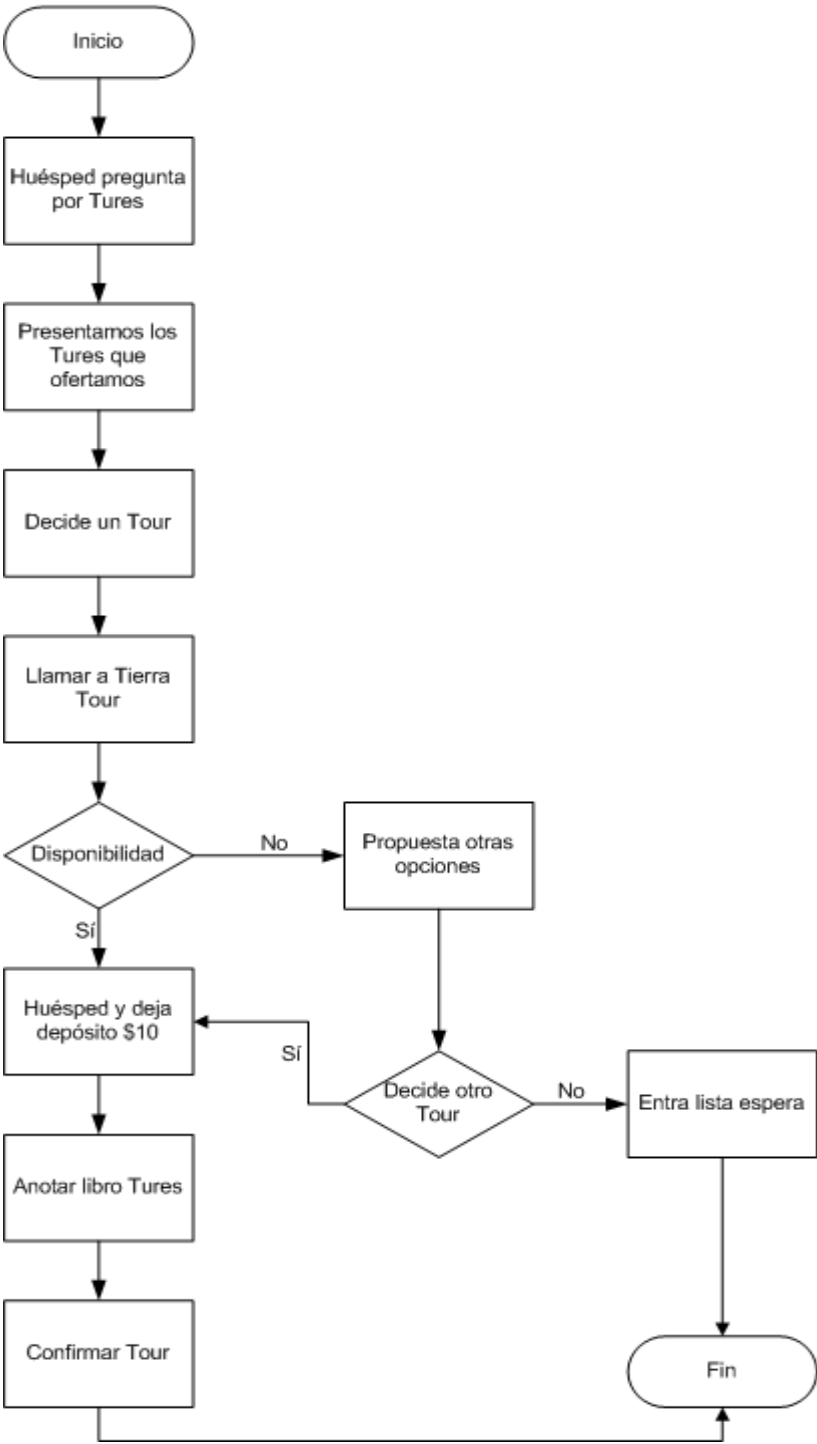 Inicio
Huésped pregunta
por Tures
Presentamos los
Tures que
ofertamos
Decide un Tour
Llamar a Tierra
Tour
Disponibilidad
No
Propuesta otras
opciones
Sí
Huésped y deja
depósito $10
Sí
Decide otro
Tour
No
Entra lista espera
Anotar libro Tures
Confirmar Tour
Fin